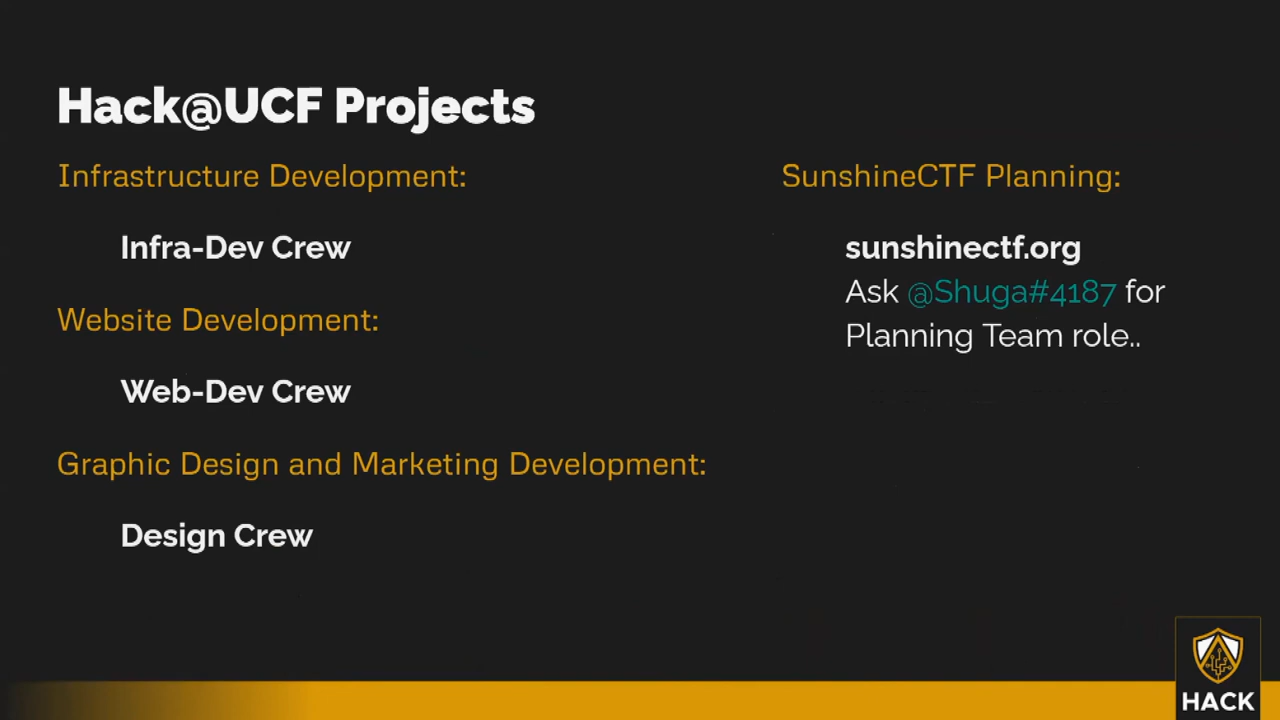 Hack@UCF Projects
Infrastructure Development:
Infra-Dev Crew
Website Development:
Web-Dev Crew
Graphic Design and Marketing Development:
Design Crew
SunshineCTF Planning:
sunshinectf.org
Ask @Shuga#4187 for
Planning Team role..
HACK